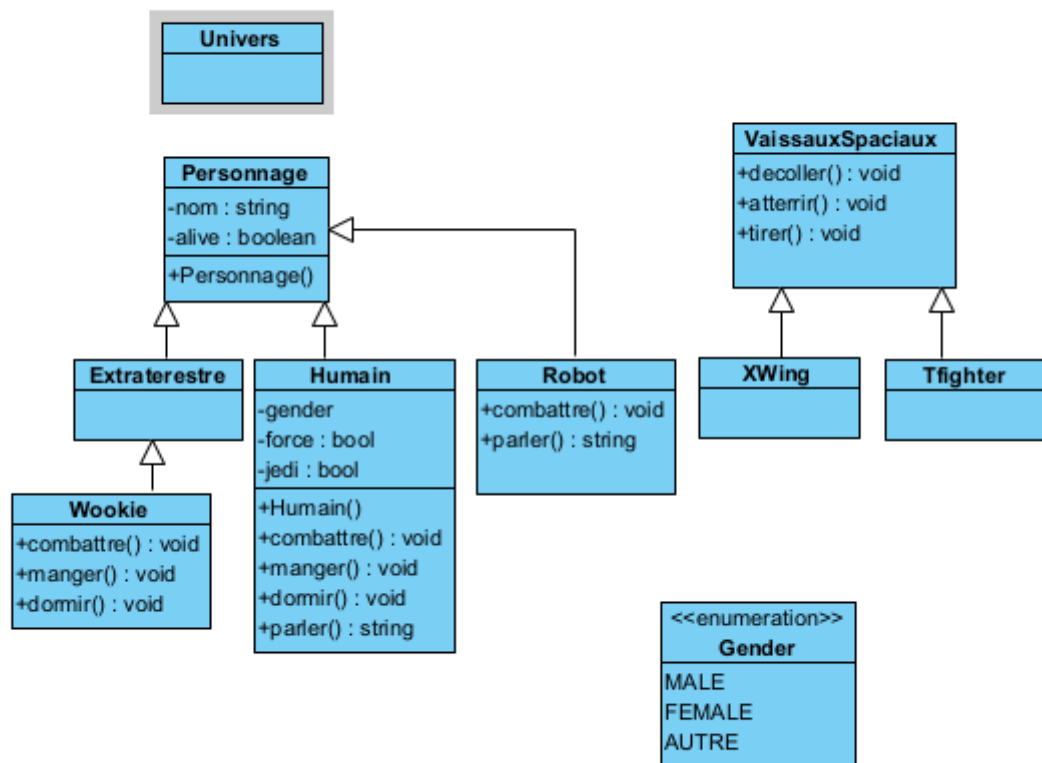 Univers
Personnage
-nom : string
-alive : boolean
+Personnage()
VaissauxSpaciaux
+decoller() : void
+atterrir() : void
+tirer() : void
Extraterestre
Humain
-gender
-force : bool
-jedi : bool
+Humain()
+combattre() : void
+manger() : void
+dormir() : void
+parler() : string
Robot
+combattre() : void
+parler() : string
XWing
Tfighter
Wookie
+combattre() : void
+manger() : void
+dormir() : void
<<enumeration>>
Gender
MALE
FEMALE
AUTRE